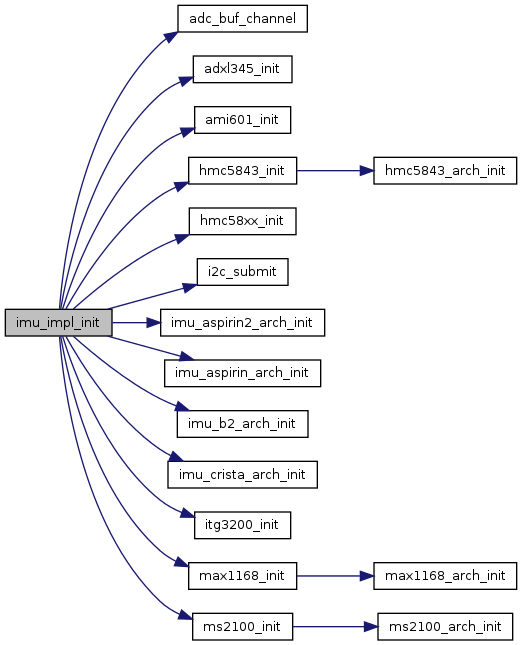 adc_buf_channel
adxl345_init
ami601_init
hmc5843_init
hmc5843_arch_init
hmc58xx_init
i2c_submit
imu_impl_init
imu_aspirin2_arch_init
imu_aspirin_arch_init
imu_b2_arch_init
imu_crista_arch_init
itg3200_init
max1168_init
max1168_arch_init
ms2100_init
ms2100_arch_init